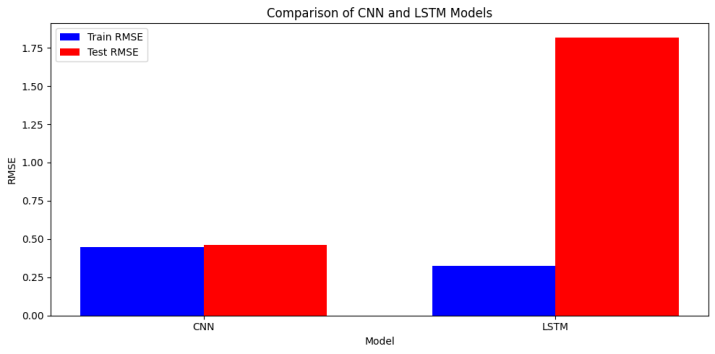 Comparison of CNN and LSTM Models
Train RMSE
Test RMSE
RMSE
1.75
1.50
1.25
1.00
0.75
0.50
0.25
0.00
CNN
LSTM
Model